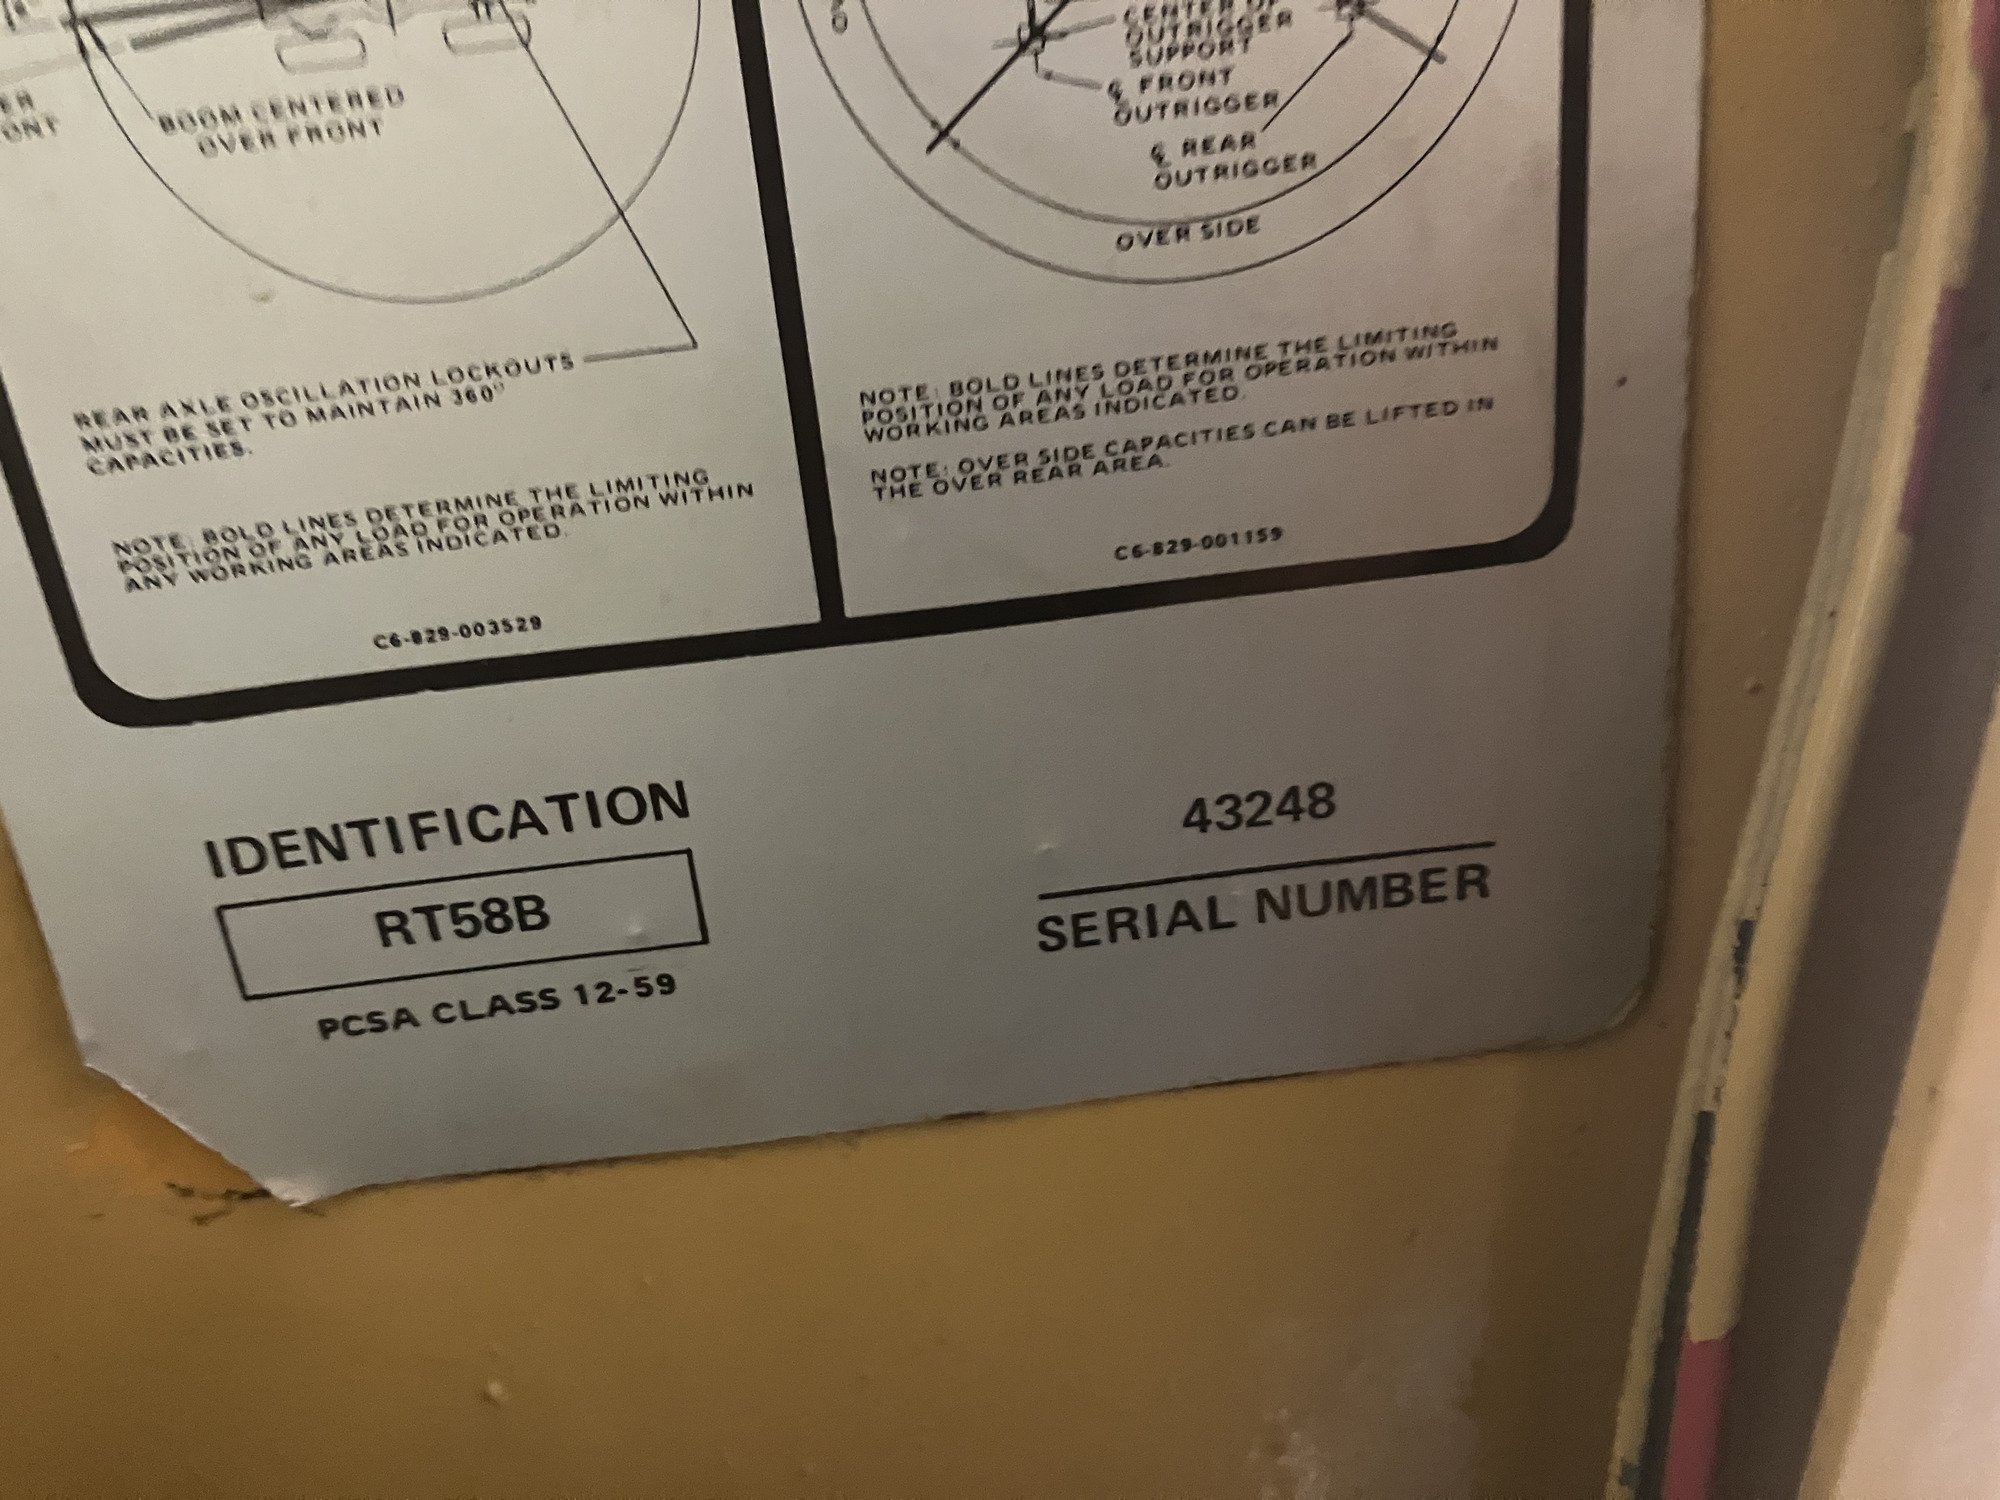 BOOM CENTERED
OVER FRONT
REAR AXLE OSCILLATION LOCKOUTS
MUST BE SET TO MAINTAIN 360°
CAPACITIES.
NOTE: BOLD LINES DETERMINE THE LIMITING
POSITION OF ANY LOAD FOR OPERATION WITHIN
ANY WORKING AREAS INDICATED.
C6-829-003529
CENTER OF
OUTRIGGER
SUPPORT
℄ FRONT
OUTRIGGER
℄ REAR
OUTRIGGER
OVER SIDE
NOTE: BOLD LINES DETERMINE THE LIMITING
POSITION OF ANY LOAD FOR OPERATION WITHIN
WORKING AREAS INDICATED.
NOTE: OVER SIDE CAPACITIES CAN BE LIFTED IN
THE OVER REAR AREA.
C6-829-001159
IDENTIFICATION
RT58B
PCSA CLASS 12-59
43248
SERIAL NUMBER